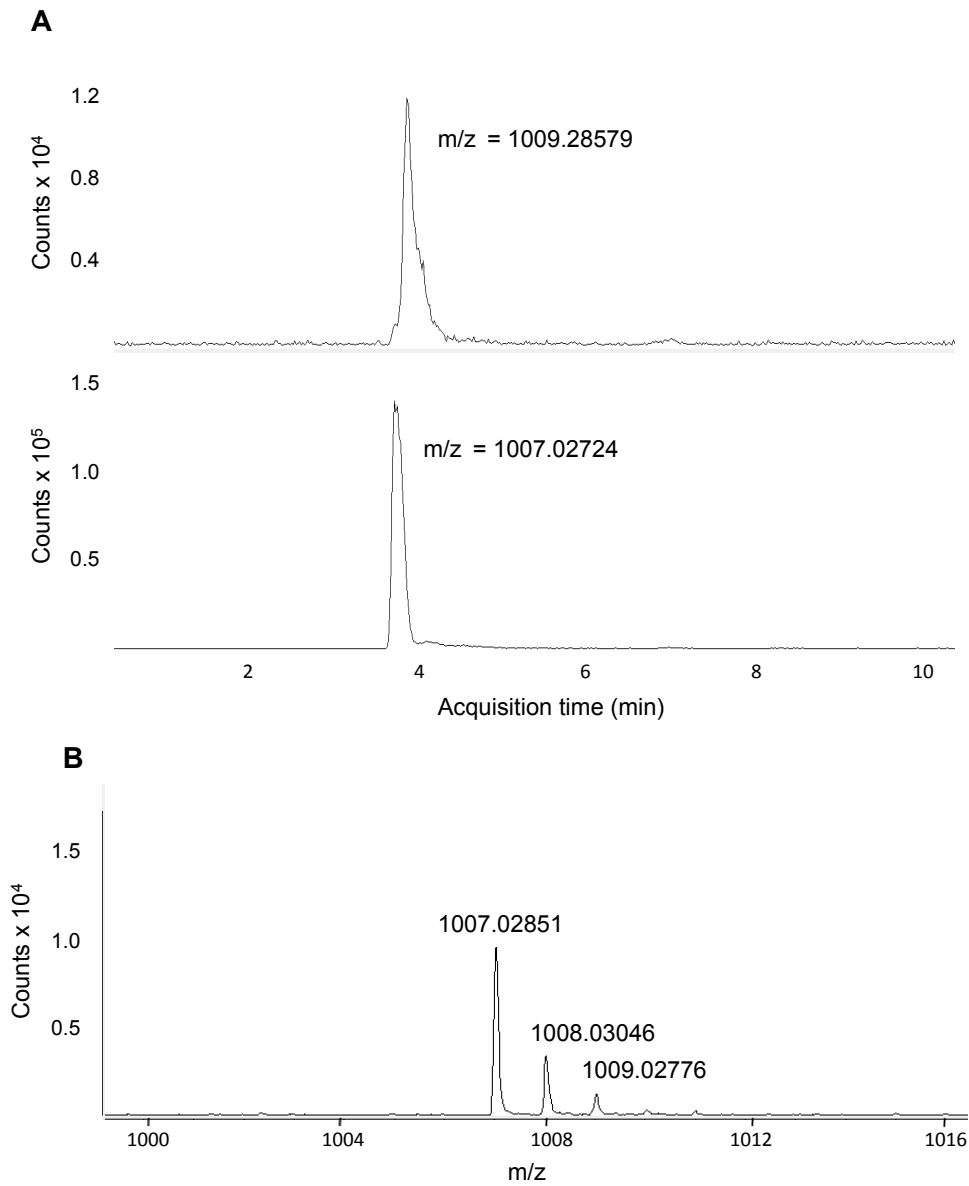 A
1.2
m/z = 1009.28579
0.8
0.4
Counts x 10⁴
1.5
m/z = 1007.02724
1.0
0.5
Counts x 10⁵
2 4 6 8 10
Acquisition time (min)
B
1.5
1007.02851
1.0
1008.03046
0.5
1009.02776
Counts x 10⁴
1000 1004 1008 1012 1016
m/z